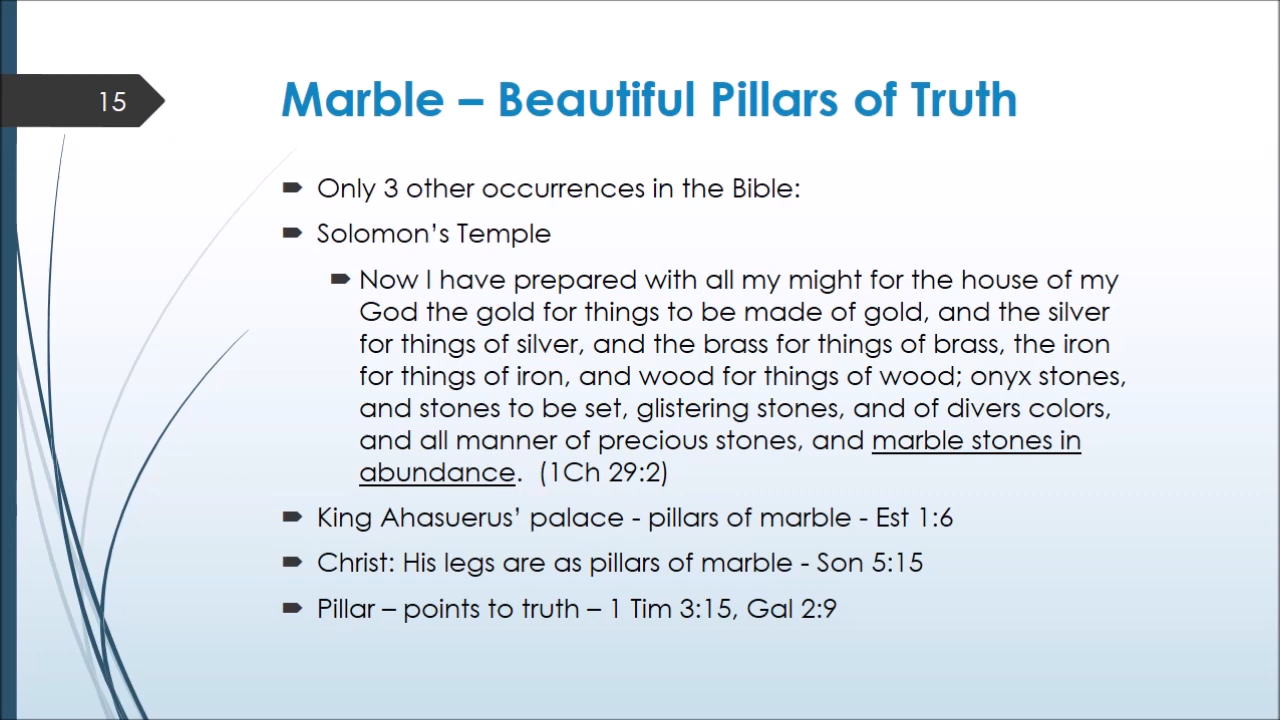 15
Marble – Beautiful Pillars of Truth
Only 3 other occurrences in the Bible:
Solomon’s Temple
Now I have prepared with all my might for the house of my
God the gold for things to be made of gold, and the silver
for things of silver, and the brass for things of brass, the iron
for things of iron, and wood for things of wood; onyx stones,
and stones to be set, glistering stones, and of divers colors,
and all manner of precious stones, and marble stones in
abundance.  (1Ch 29:2)
King Ahasuerus’ palace - pillars of marble - Est 1:6
Christ: His legs are as pillars of marble - Son 5:15
Pillar – points to truth – 1 Tim 3:15, Gal 2:9